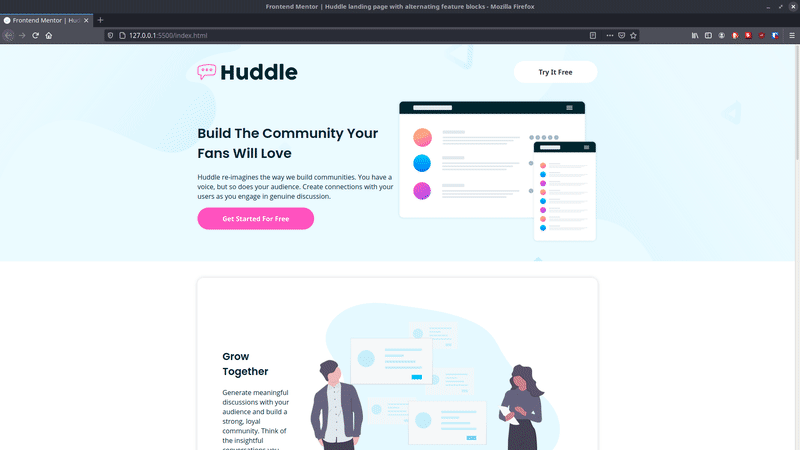 Frontend Mentor | Huddle landing page with alternating feature blocks - Mozilla Firefox
Frontend Mentor | Hudd
127.0.0.1:5500/index.html
Huddle
Try It Free
Build The Community Your
Fans Will Love
Huddle re-imagines the way we build communities. You have a
voice, but so does your audience. Create connections with your
users as you engage in genuine discussion.
Get Started For Free
Grow
Together
Generate meaningful
discussions with your
audience and build a
strong, loyal
community. Think of
the insightful
conversations you